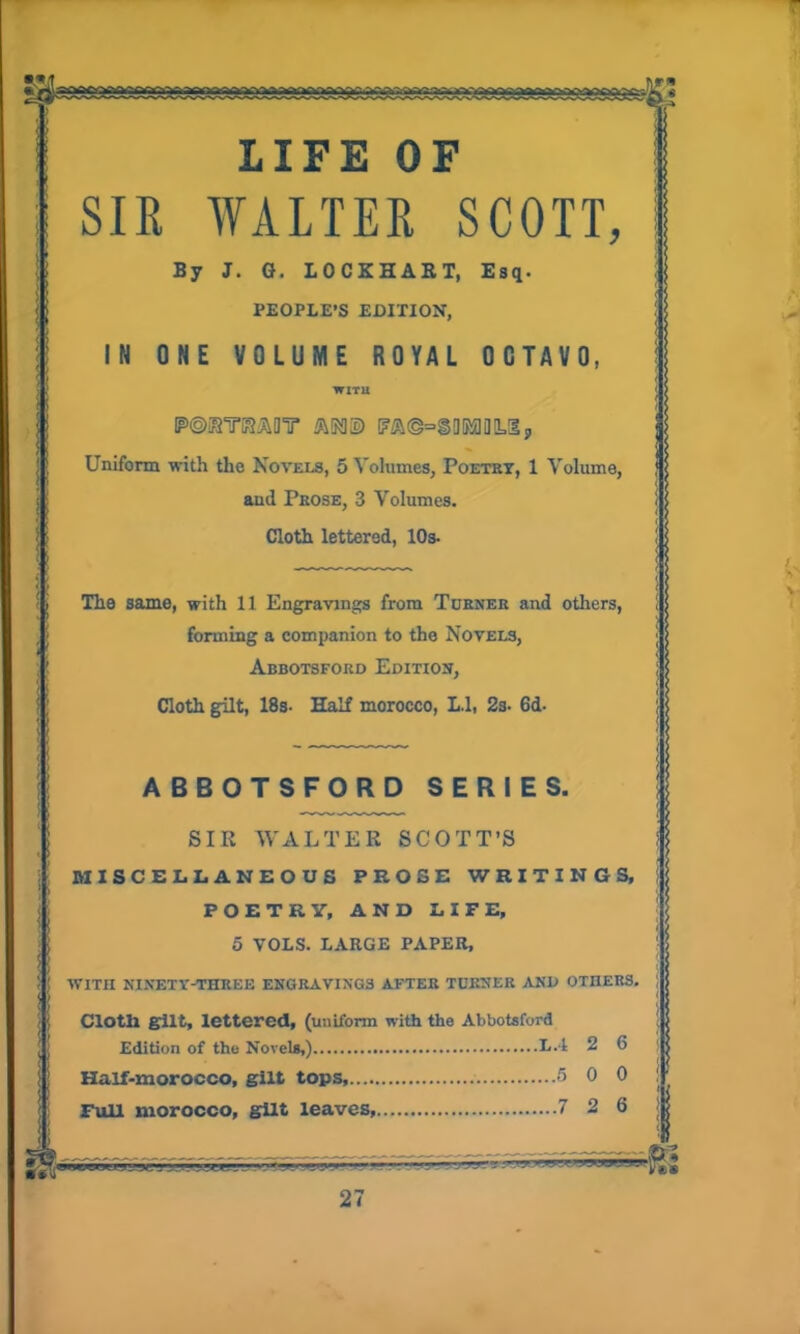 LIFE OF
SIR WALTER SCOTT,
By J. G. LOCKHART, Esq.
PEOPLE'S EDITION,
IN ONE VOLUME ROYAL OCTAVO,
WITH
PORTRAIT AND FAC-SIMILE,
Uniform with the NOVELS, 5 Volumes, POETRY, 1 Volume,
and PROSE, 3 Volumes.
Cloth lettered, 10s.
The same, with 11 Engravings from TURNER and others,
forming a companion to the NOVELS,
ABBOTSFORD EDITION,
Cloth gilt, 18s. Half morocco, L.1, 2s. 6d.
ABBOTSFORD SERIES.
SIR WALTER SCOTT'S
MISCELLANEOUS PROSE WRITINGS,
POETRY, AND LIFE,
5 VOLS. LARGE PAPER,
WITH NINETY-THREE ENGRAVINGS AFTER TURNER AND OTHERS.
Cloth gilt, lettered, (uniform with the Abbotsford
Edition of the Novels,)..........L.4 2 6
Half-morocco, gilt tops,..........5 0 0
Full morocco, gilt leaves,..........7 2 6
27